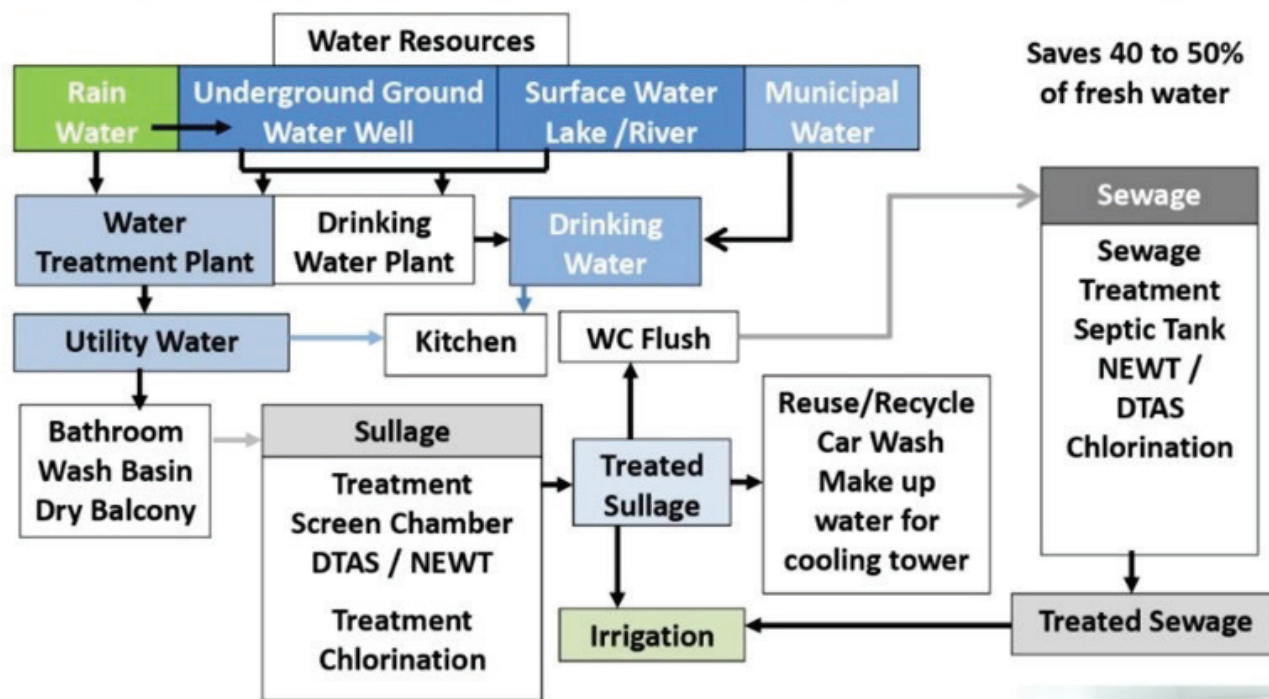 Water Resources
Saves 40 to 50%
of fresh water
Rain
Water
Underground Ground
Water Well
Surface Water
Lake /River
Municipal
Water
Water
Treatment Plant
Drinking
Water Plant
Drinking
Water
Sewage
Sewage
Treatment
Septic Tank
NEWT /
DTAS
Chlorination
Utility Water
Kitchen
WC Flush
Bathroom
Wash Basin
Dry Balcony
Sullage
Treatment
Screen Chamber
DTAS / NEWT
Treatment
Chlorination
Treated
Sullage
Reuse/Recycle
Car Wash
Make up
water for
cooling tower
Irrigation
Treated Sewage